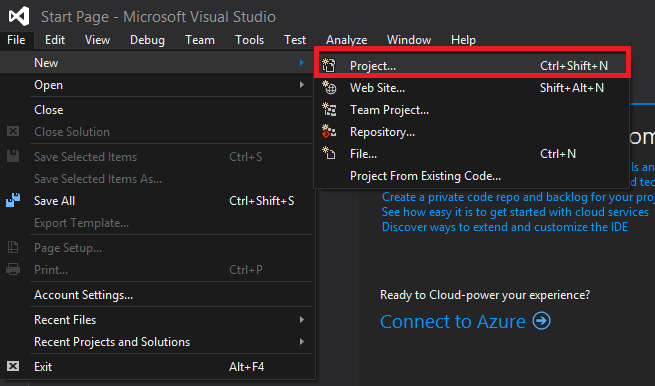 Start Page - Microsoft Visual Studio
File Edit View Debug Team Tools Test Analyze Window Help
New
Open
Close
Close Solution
Save Selected Items Ctrl+S
Save Selected Items As...
Save All Ctrl+Shift+S
Export Template...
Page Setup...
Print... Ctrl+P
Account Settings...
Recent Files
Recent Projects and Solutions
Exit Alt+F4
Project... Ctrl+Shift+N
Web Site... Shift+Alt+N
Team Project...
Repository...
File... Ctrl+N
Project From Existing Code...
Create a private code repo and backlog for your
See how easy it is to get started with cloud services
Discover ways to extend and customize the IDE
Ready to Cloud-power your experience?
Connect to Azure